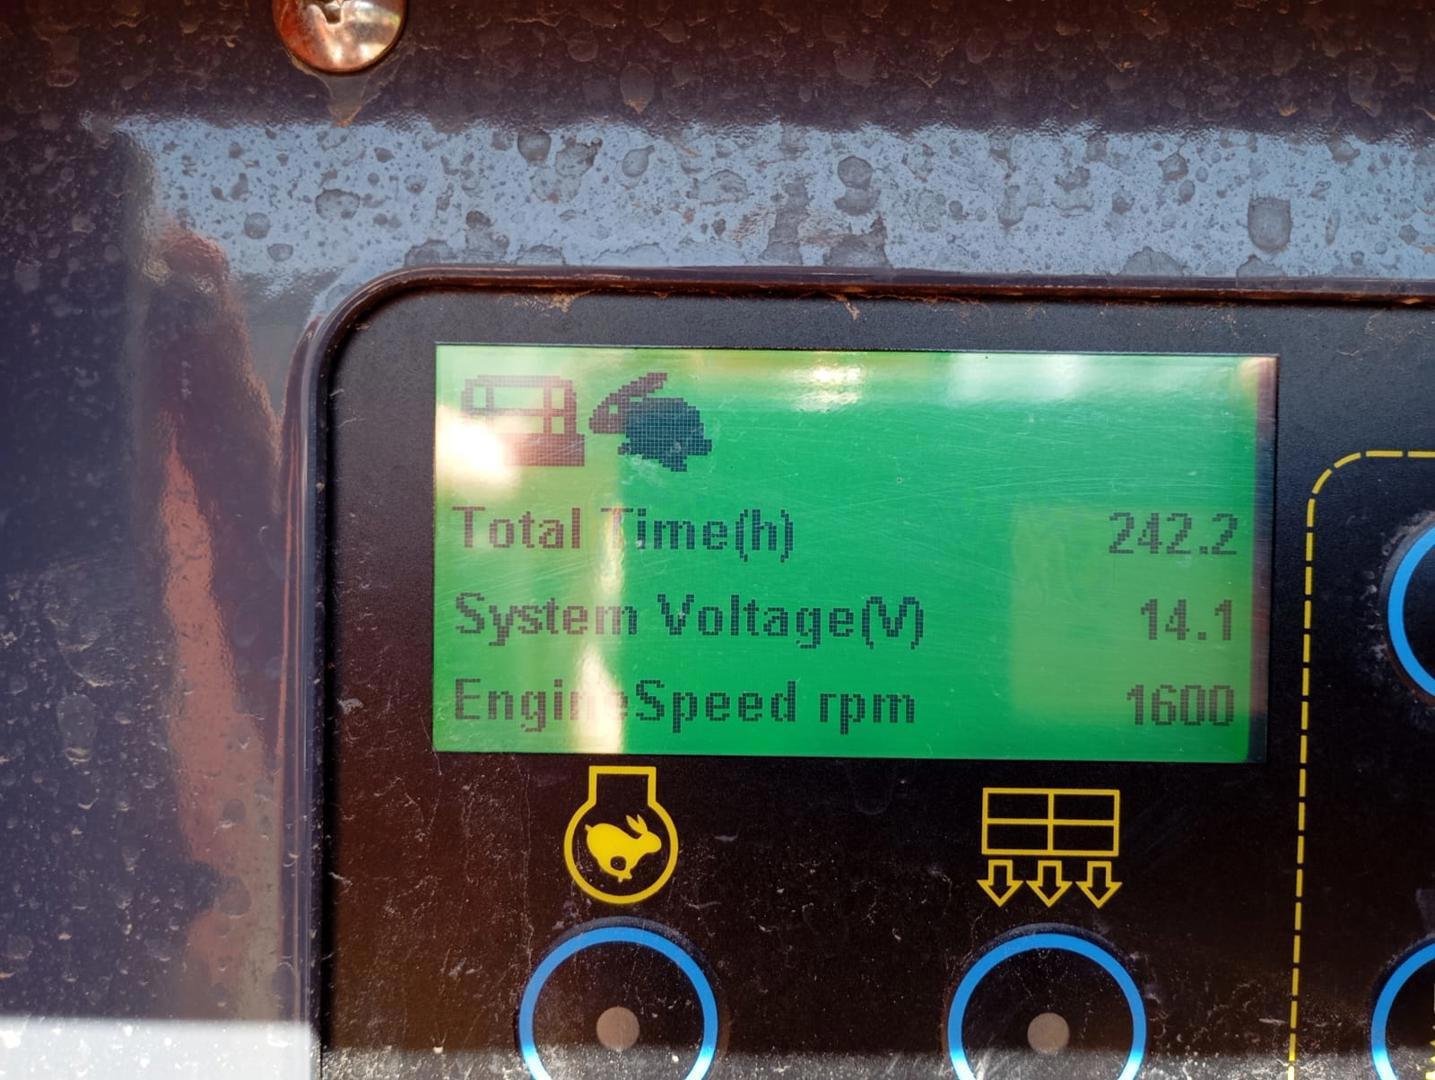 Total Time(h) 242.2
System Voltage(V) 14.1
EngineSpeed rpm 1600